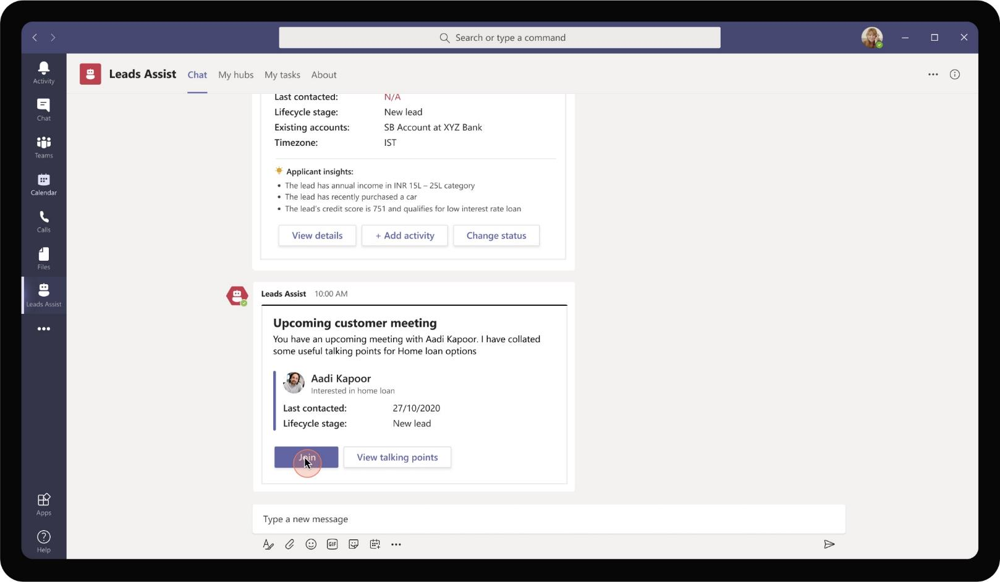 Search or type a command
Activity
Chat
Teams
Calendar
Calls
Files
Leads Assist
Apps
Help
Leads Assist Chat My hubs My tasks About
Last contacted: N/A
Lifecycle stage: New lead
Existing accounts: SB Account at XYZ Bank
Timezone: IST
Applicant insights:
• The lead has annual income in INR 15L – 25L category
• The lead has recently purchased a car
• The lead's credit score is 751 and qualifies for low interest rate loan
View details + Add activity Change status
Leads Assist 10:00 AM
Upcoming customer meeting
You have an upcoming meeting with Aadi Kapoor. I have collated
some useful talking points for Home loan options
Aadi Kapoor
Interested in home loan
Last contacted: 27/10/2020
Lifecycle stage: New lead
Join View talking points
Type a new message
GIF